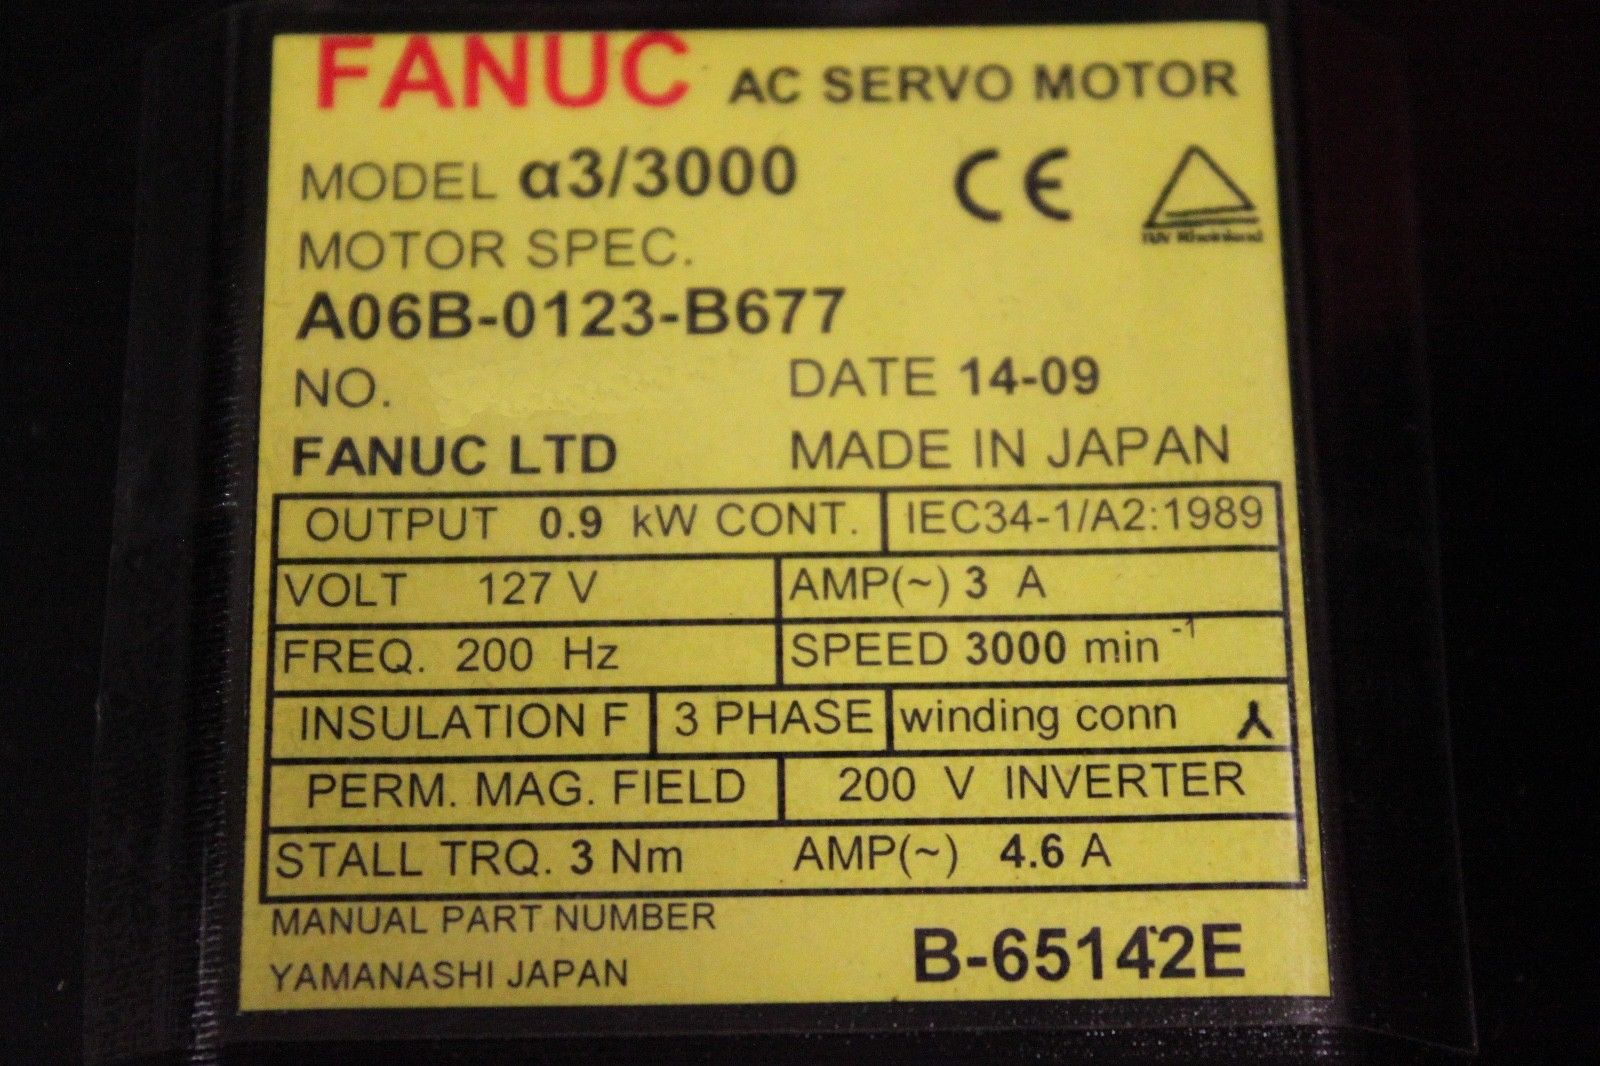 FANUC AC SERVO MOTOR
MODEL α3/3000 CE
TÜV Rheinland
MOTOR SPEC.
A06B-0123-B677
NO. DATE 14-09
FANUC LTD MADE IN JAPAN
OUTPUT 0.9 kW CONT. IEC34-1/A2:1989
VOLT 127 V AMP(~) 3 A
FREQ. 200 Hz SPEED 3000 min⁻¹
INSULATION F 3 PHASE winding conn
PERM. MAG. FIELD 200 V INVERTER
STALL TRQ. 3 Nm AMP(~) 4.6 A
MANUAL PART NUMBER
YAMANASHI JAPAN B-65142E